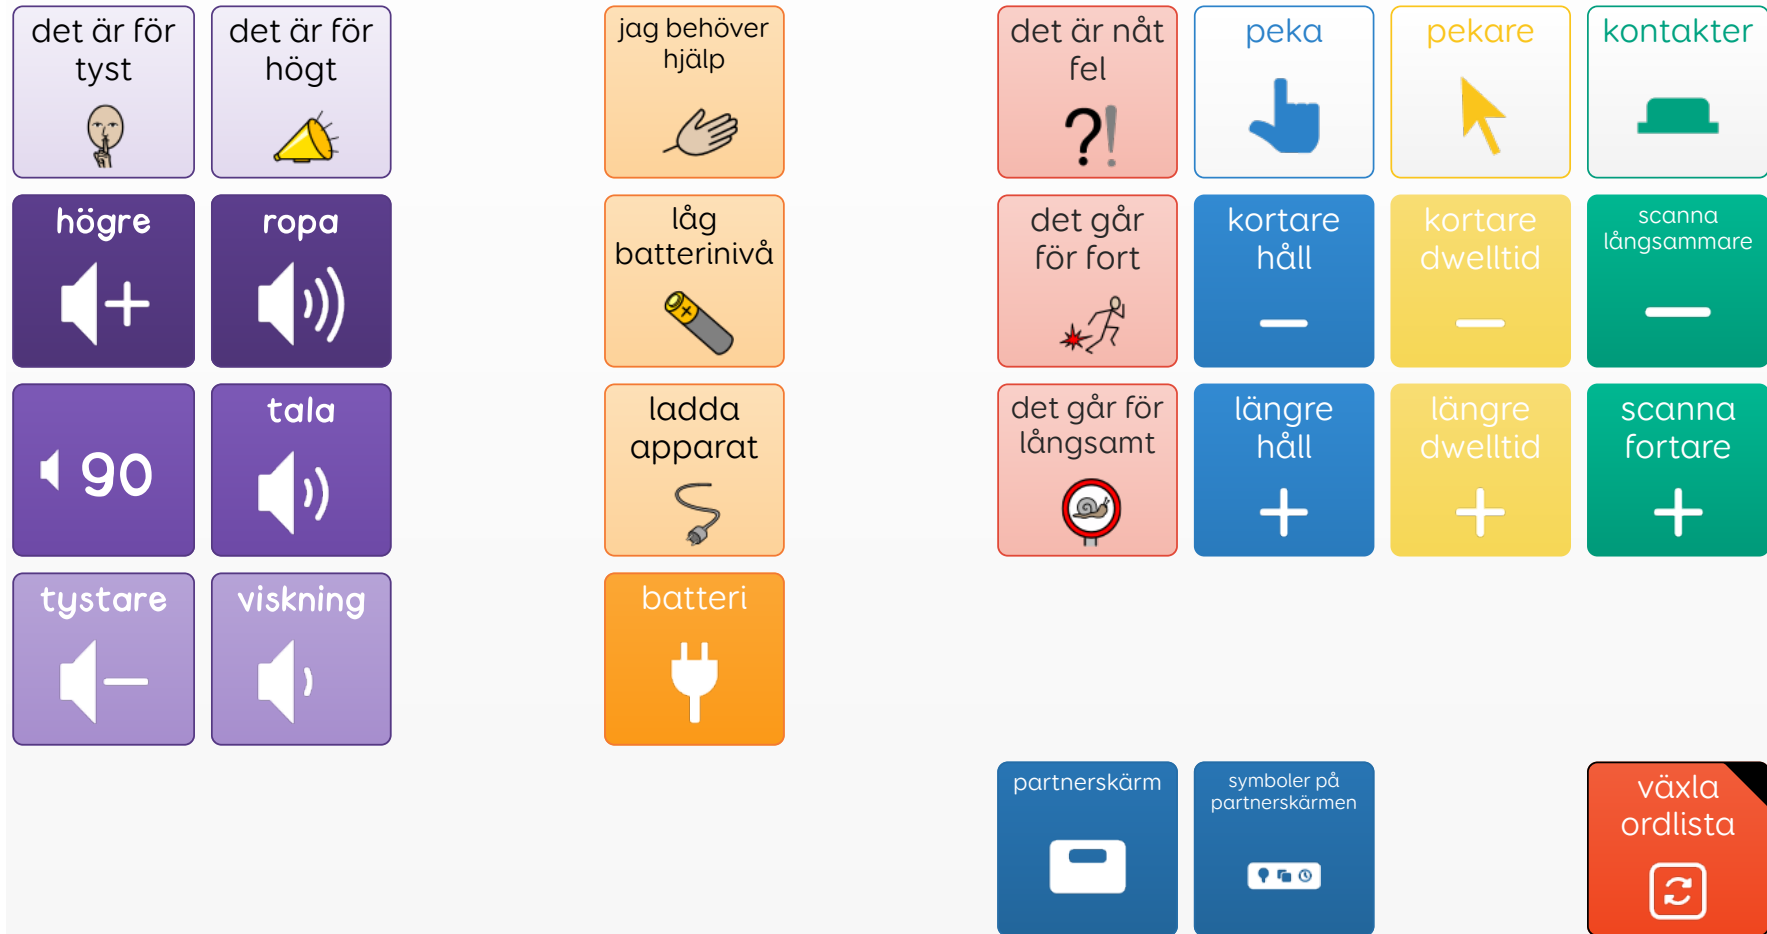 det är för
tyst
det är för
högt
jag behöver
hjälp
det är nåt
fel
?!
peka
pekare
kontakter
högre
ropa
låg
batterinivå
det går
för fort
kortare
håll
kortare
dwelltid
scanna
långsammare
90
tala
ladda
apparat
det går för
långsamt
längre
håll
längre
dwelltid
scanna
fortare
tystare
viskning
batteri
partnerskärm
symboler på
partnerskärmen
växla
ordlista